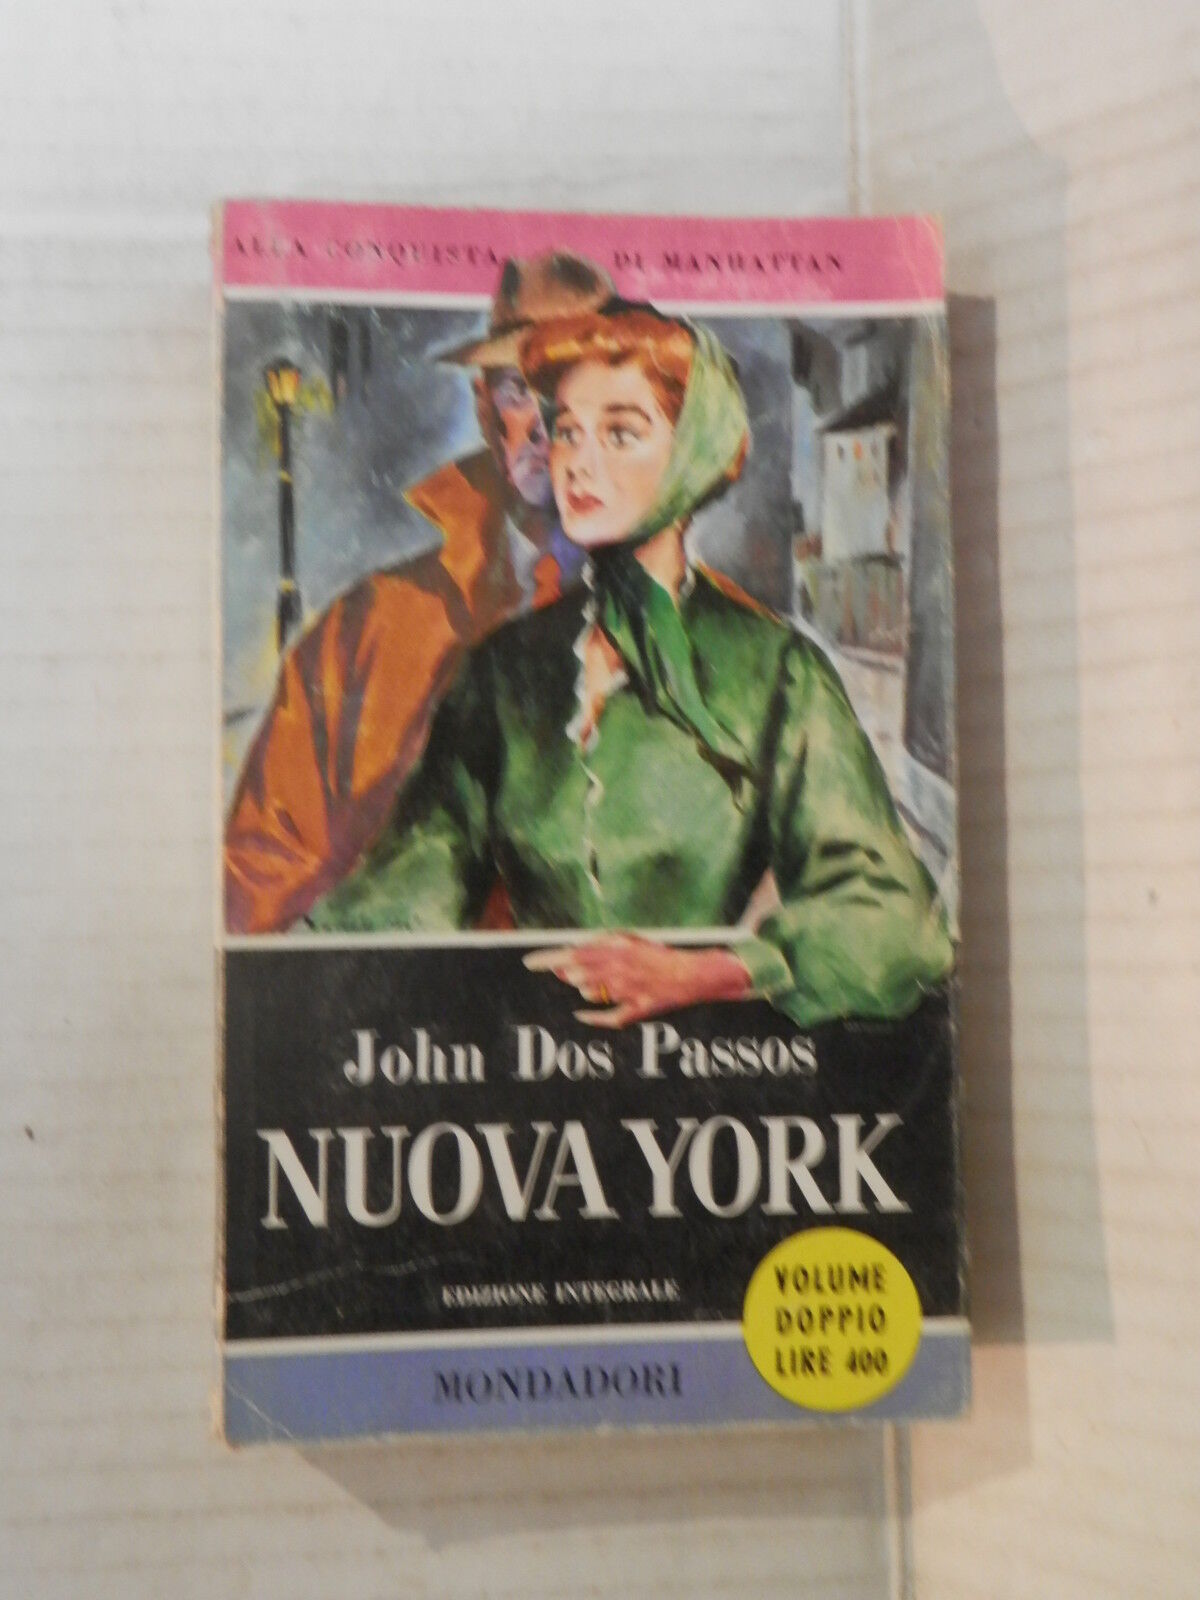 ALLA CONQUISTA DI MANHATTAN
John Dos Passos
NUOVA YORK
EDIZIONE INTEGRALE
VOLUME
DOPPIO
LIRE 400
MONDADORI